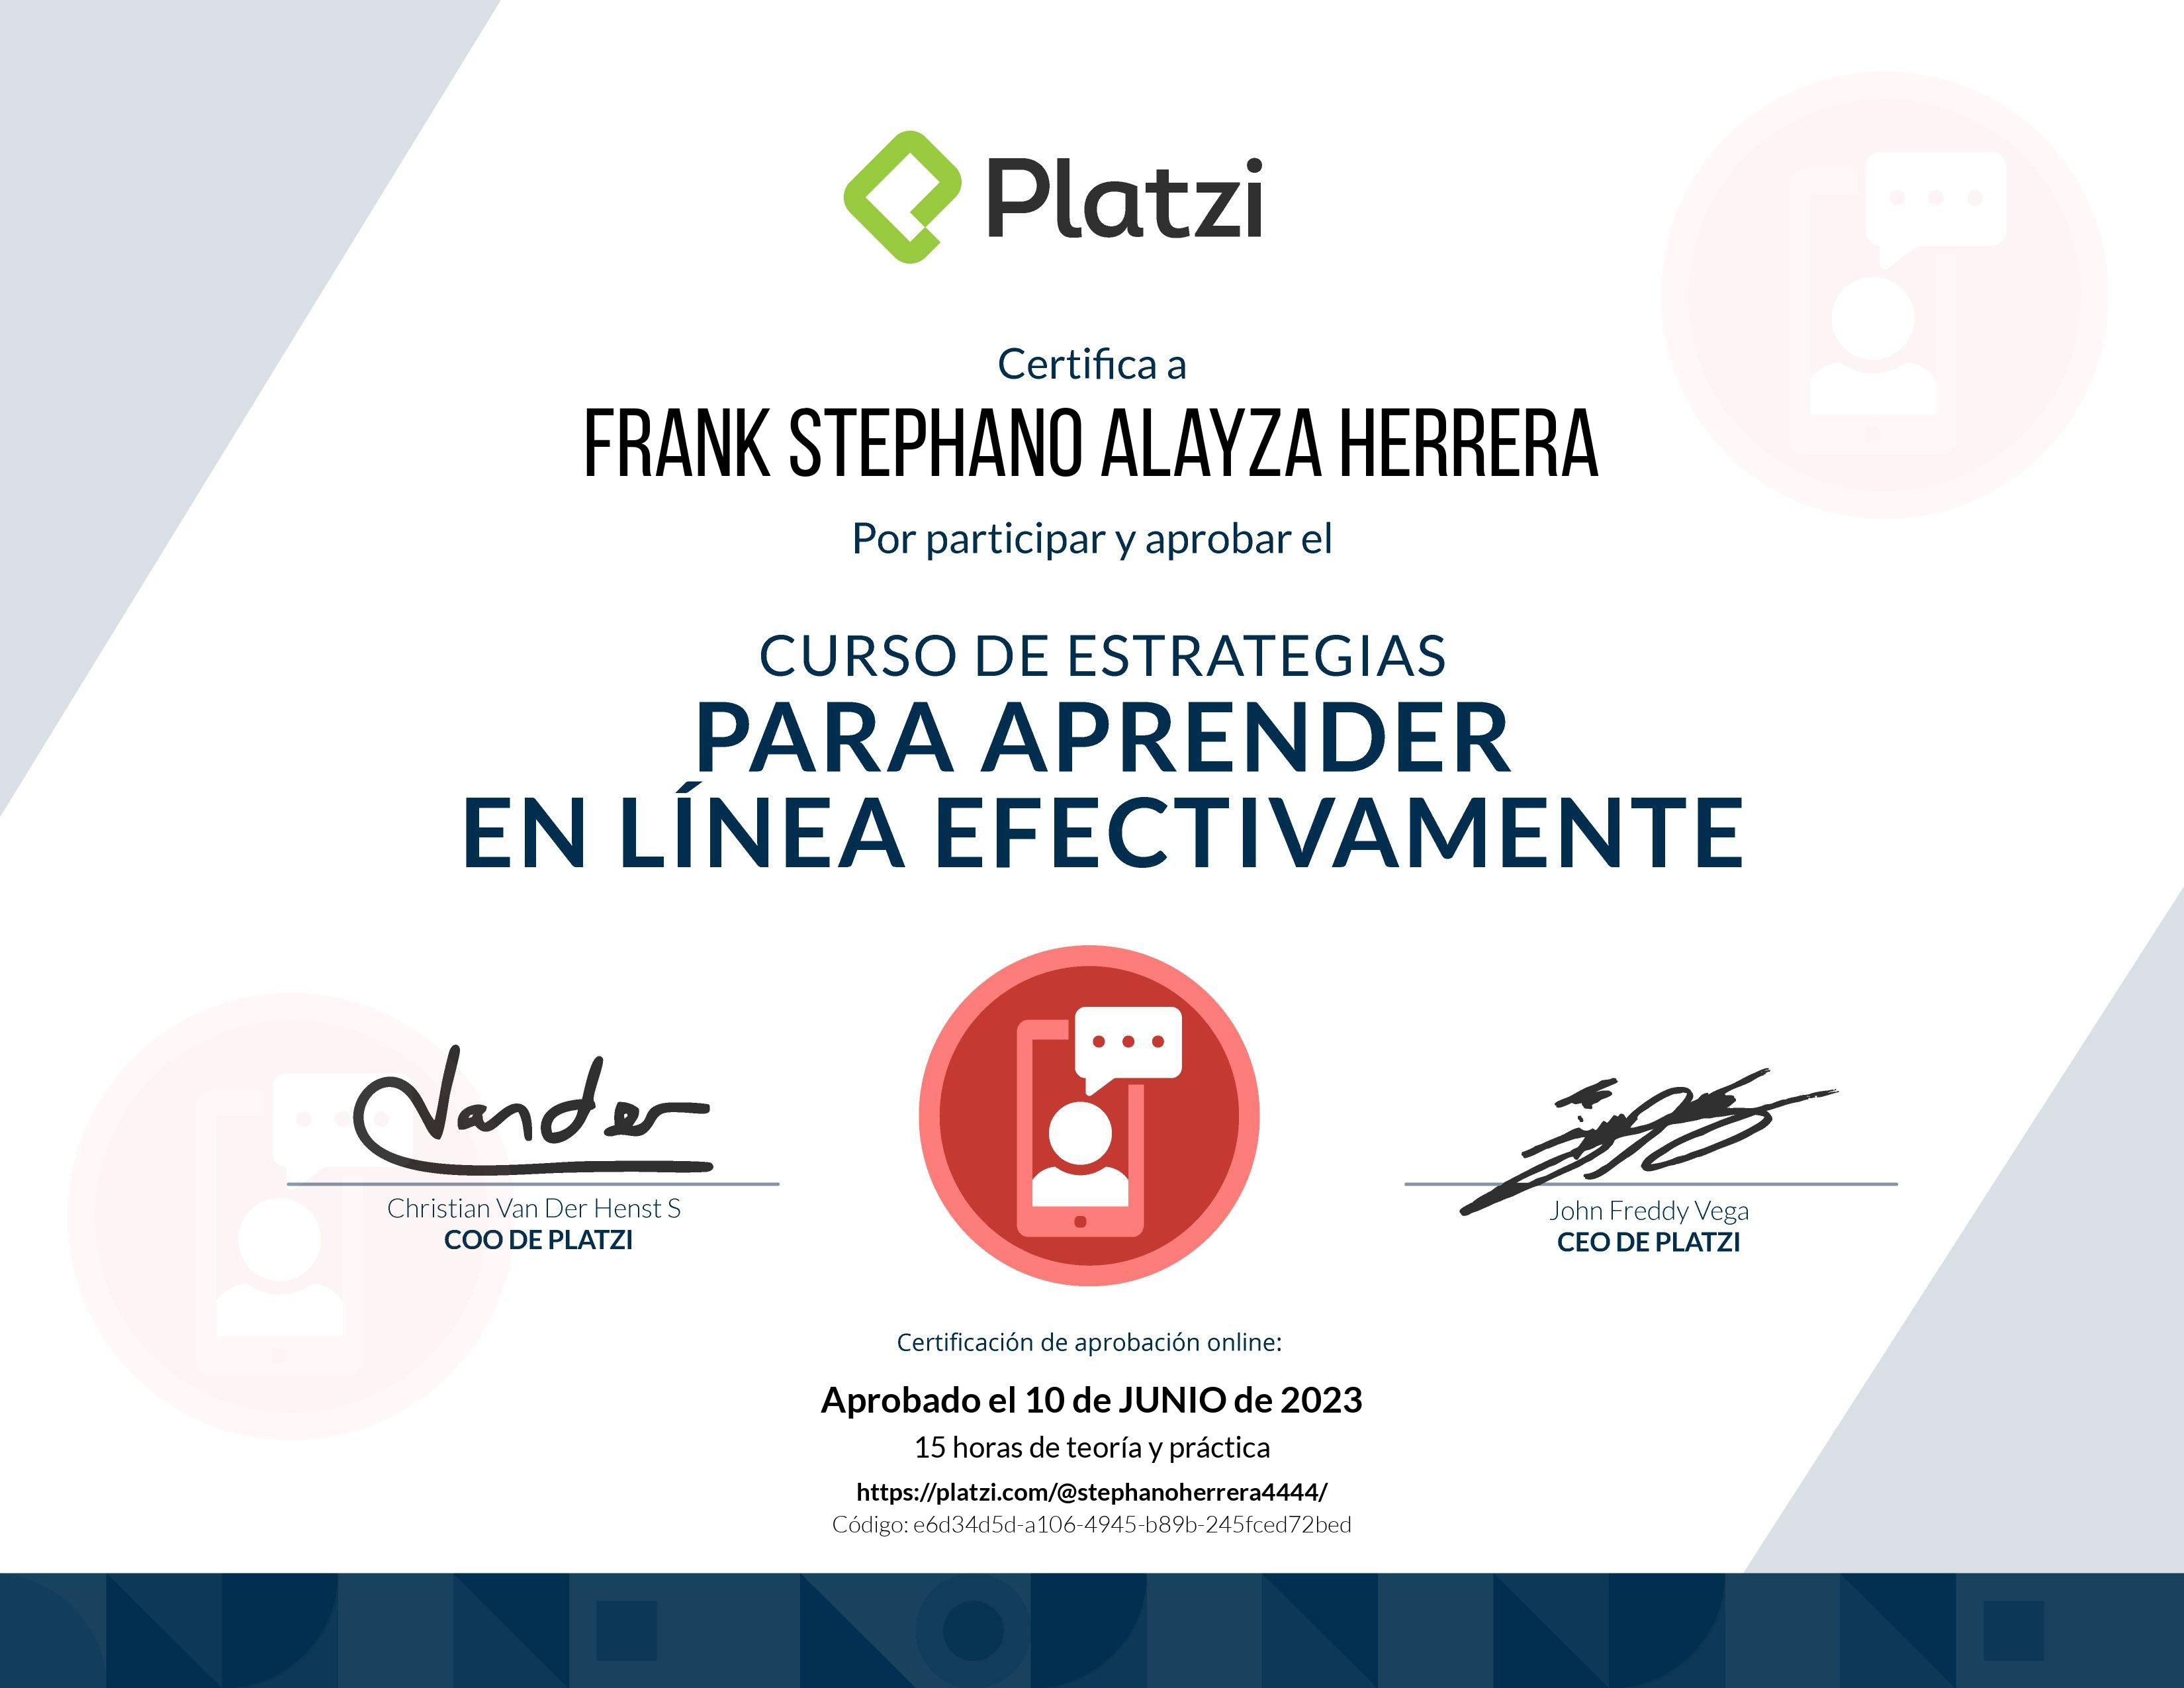 Platzi
Certifica a
FRANK STEPHANO ALAYZA HERRERA
Por participar y aprobar el
CURSO DE ESTRATEGIAS
PARA APRENDER
EN LÍNEA EFECTIVAMENTE
Vander
Christian Van Der Henst S
COO DE PLATZI
John Freddy Vega
CEO DE PLATZI
Certificación de aprobación online:
Aprobado el 10 de JUNIO de 2023
15 horas de teoría y práctica
https://platzi.com/@stephanoherrera4444/
Código: e6d34d5d-a106-4945-b89b-245fced72bed